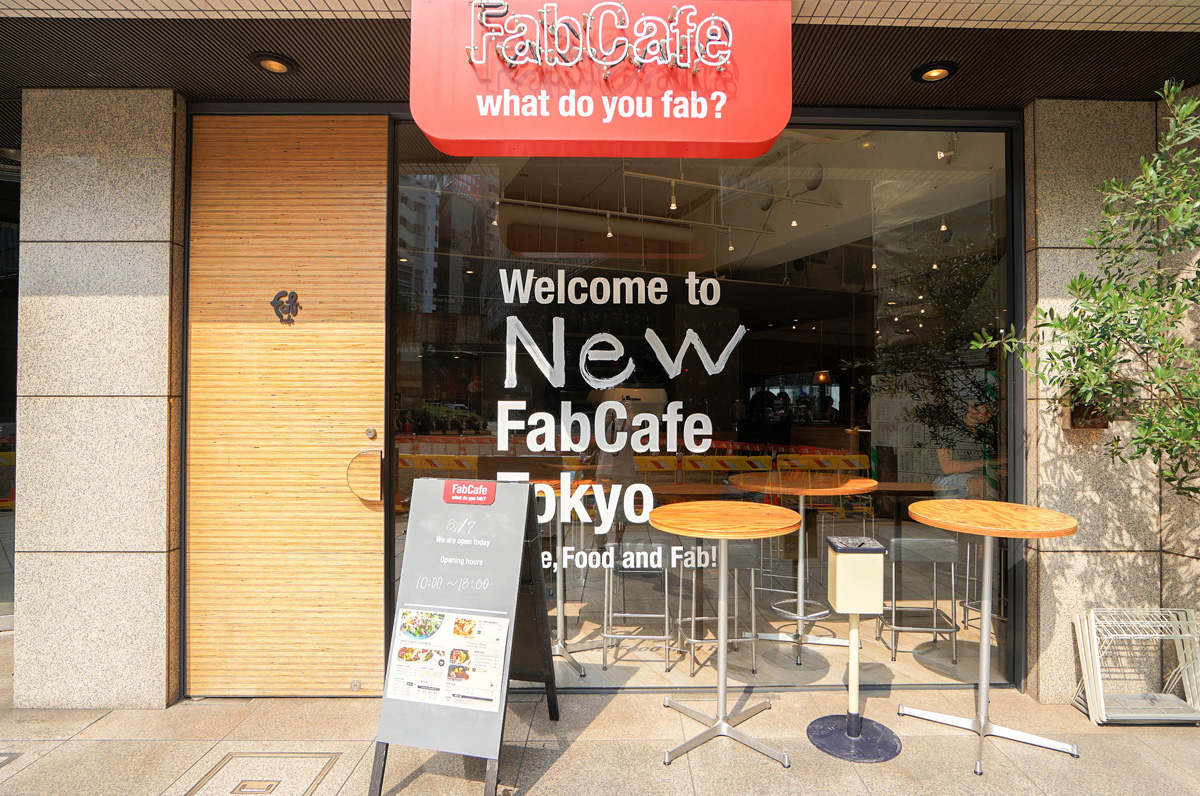 FabCafe
what do you fab?
Fab
Welcome to
New
FabCafe
Tokyo
e, Food and Fab!
FabCafe
what do you fab?
8/7
We are open today
Opening hours
10:00～18:00